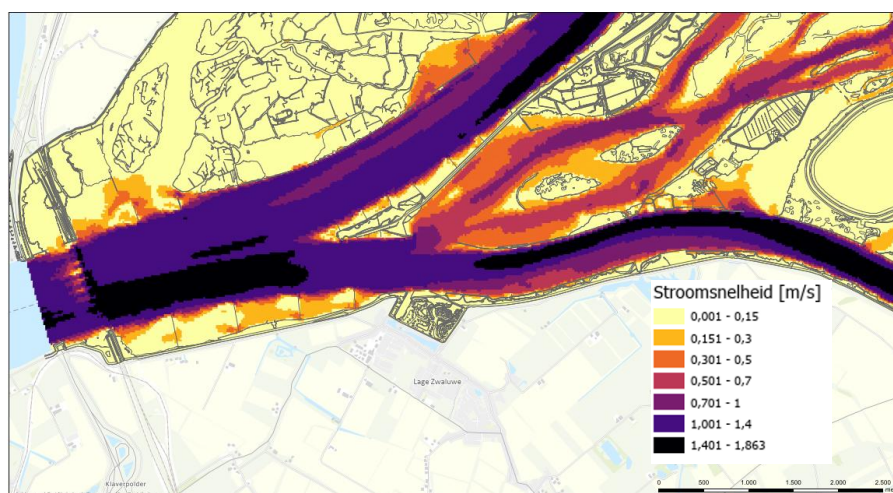 Stroomsnelheid [m/s]
0,001 - 0,15
0,151 - 0,3
0,301 - 0,5
0,501 - 0,7
0,701 - 1
1,001 - 1,4
1,401 - 1,863
Lage Zwaluwe
Klaverpolder
0
500
1.000
1.500
2.000
2.500